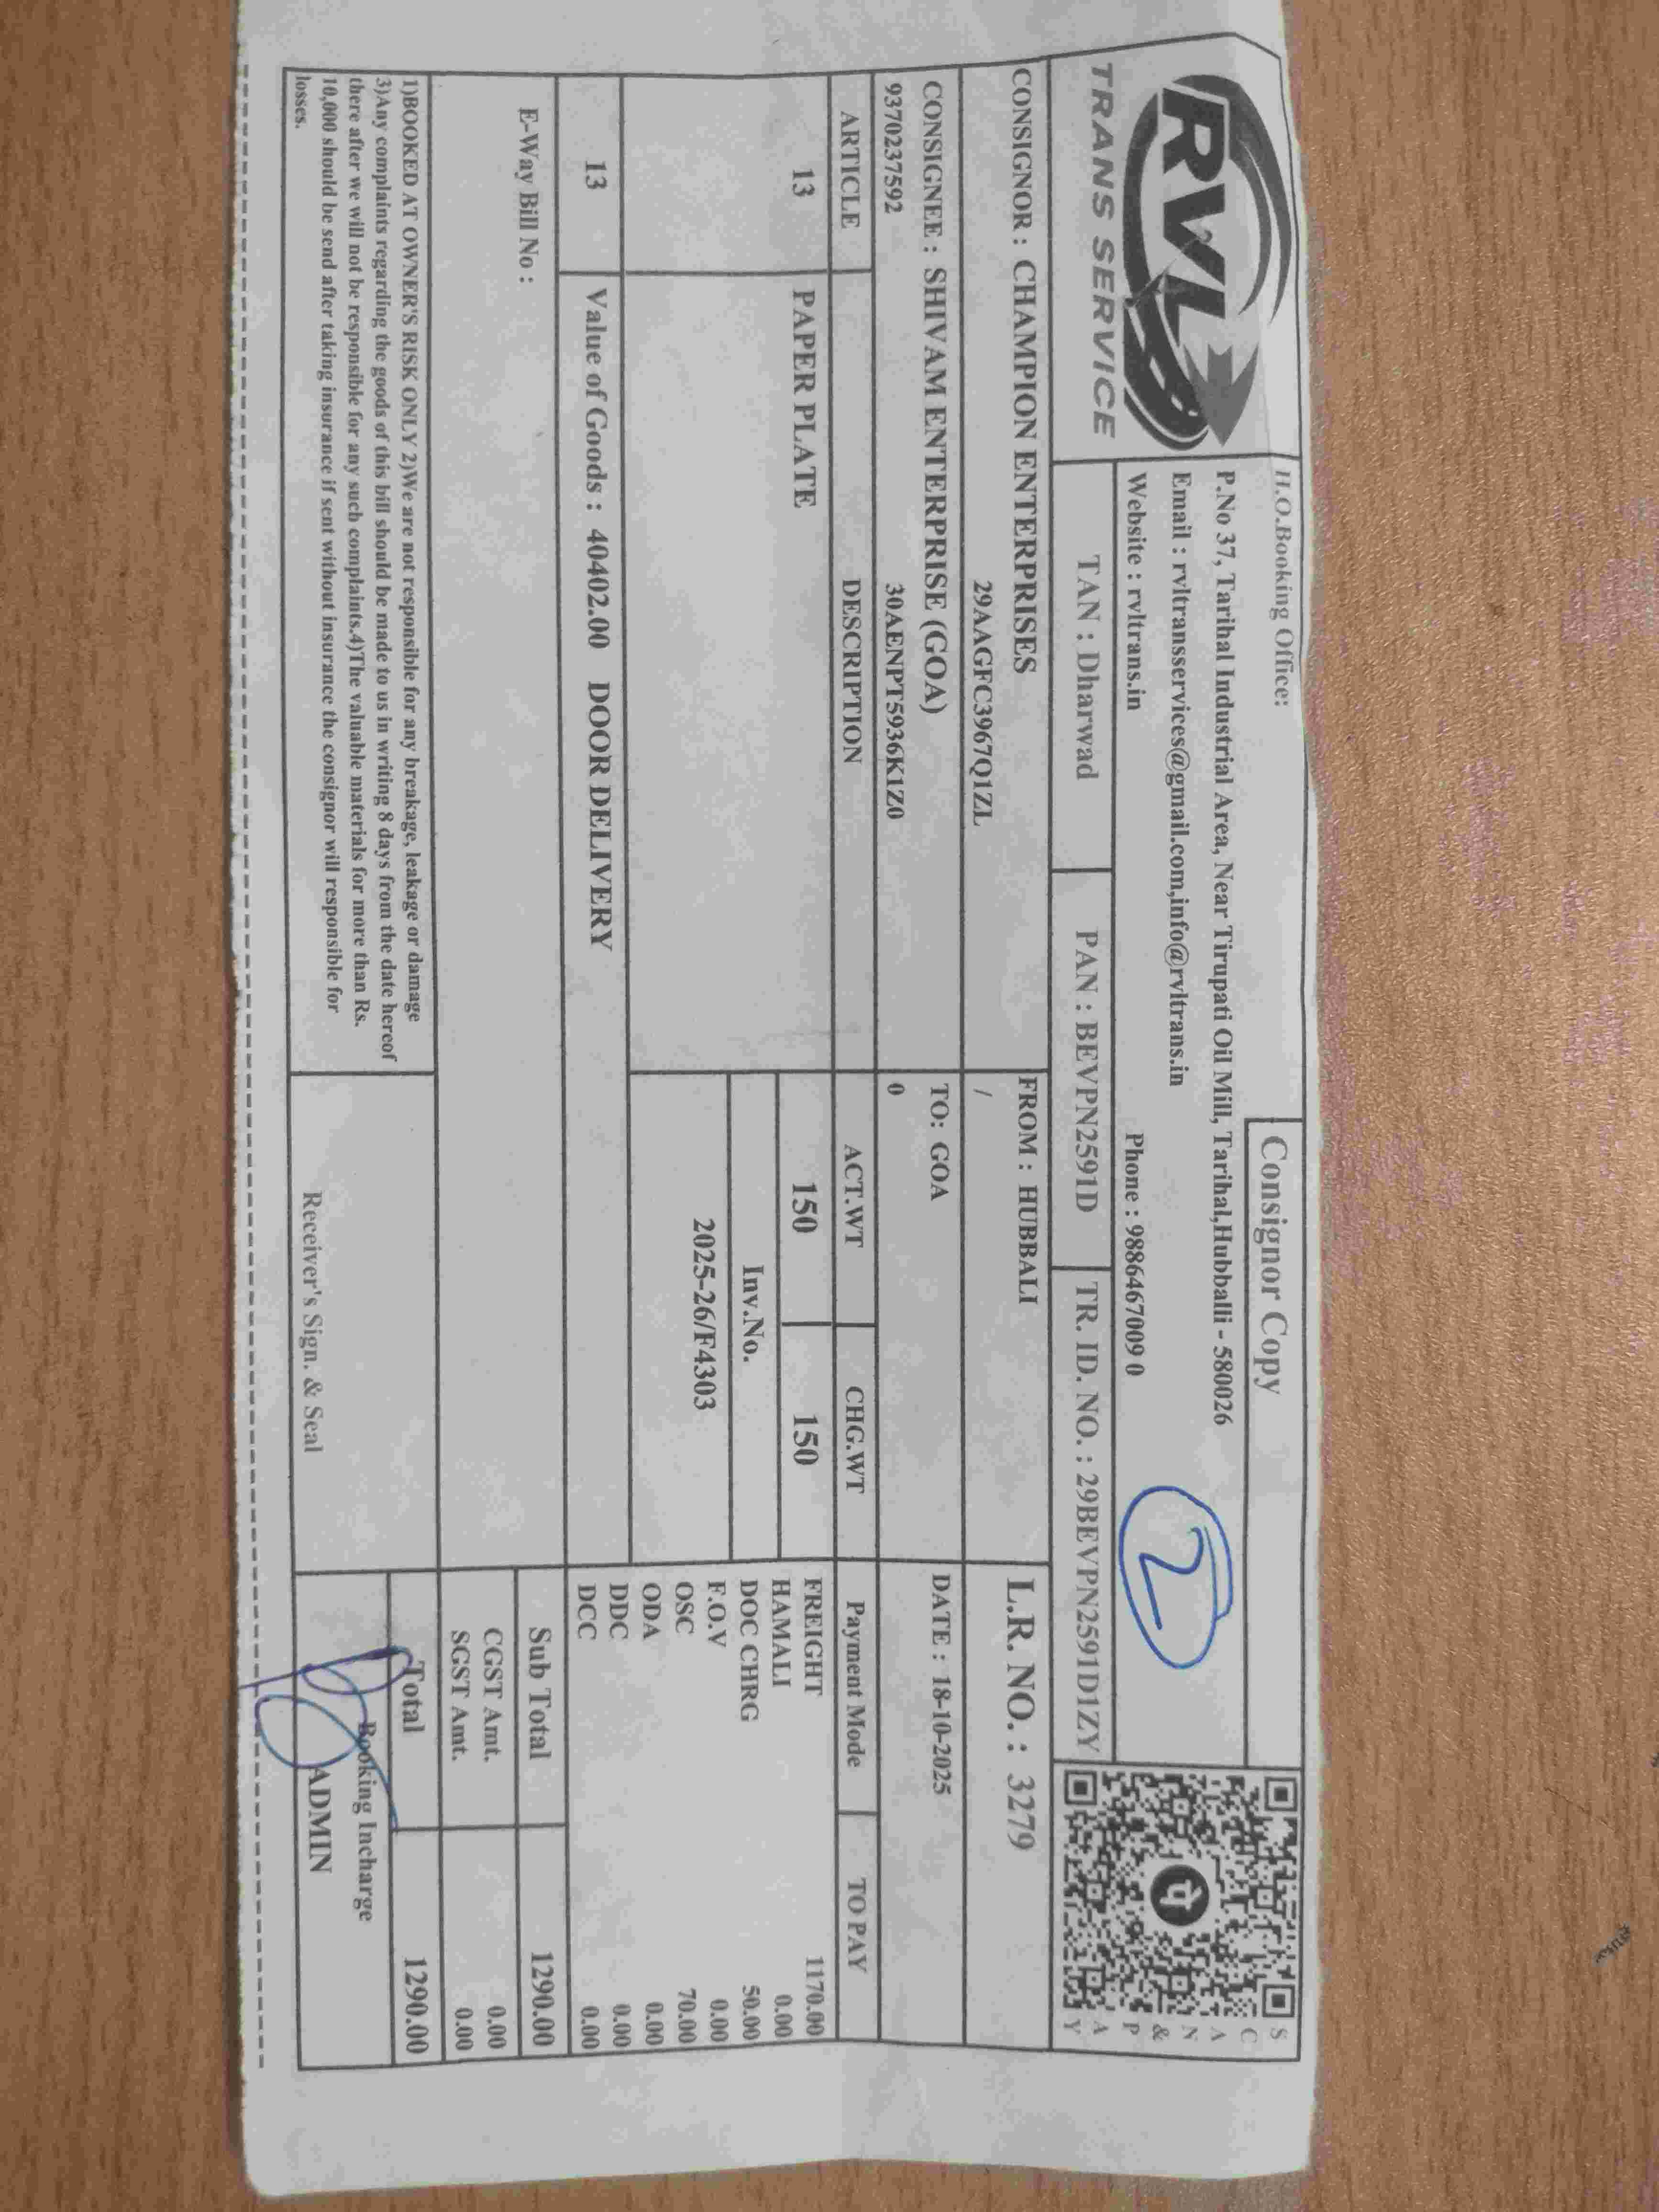 RVL
TRANS SERVICE
H.O.Booking Office:
Consignor Copy
P.No 37, Tarihal Industrial Area, Near Tirupati Oil Mill, Tarihal,Hubballi - 580026
Email : rvltransservices@gmail.com,info@rvltrans.in
Website : rvltrans.in Phone : 9886467009 0
2
SCAN & PAY
TAN : Dharwad PAN : BEVPN2591D TR. ID. NO. : 29BEVPN2591D1ZY
CONSIGNOR : CHAMPION ENTERPRISES FROM : HUBBALI L.R. NO. : 3279
29AAGFC3967Q1ZL /
CONSIGNEE : SHIVAM ENTERPRISE (GOA) TO: GOA DATE : 18-10-2025
9370237592 30AENPT5936K1Z0 0
ARTICLE DESCRIPTION ACT.WT CHG.WT Payment Mode TO PAY
13 PAPER PLATE 150 150 FREIGHT 1170.00
HAMALI 0.00
Inv.No. DOC CHRG 50.00
F.O.V 0.00
2025-26/F4303 OSC 70.00
ODA 0.00
DDC 0.00
13 Value of Goods : 40402.00 DOOR DELIVERY DCC 0.00
Sub Total 1290.00
E-Way Bill No :
CGST Amt. 0.00
SGST Amt. 0.00
Total 1290.00
1)BOOKED AT OWNER'S RISK ONLY 2)We are not responsible for any breakage, leakage or damage
3)Any complaints regarding the goods of this bill should be made to us in writing 8 days from the date hereof
there after we will not be responsible for any such complaints.4)The valuable materials for more than Rs.
10,000 should be send after taking insurance if sent without insurance the consignor will responsible for
losses.
Receiver's Sign. & Seal
Booking Incharge
ADMIN